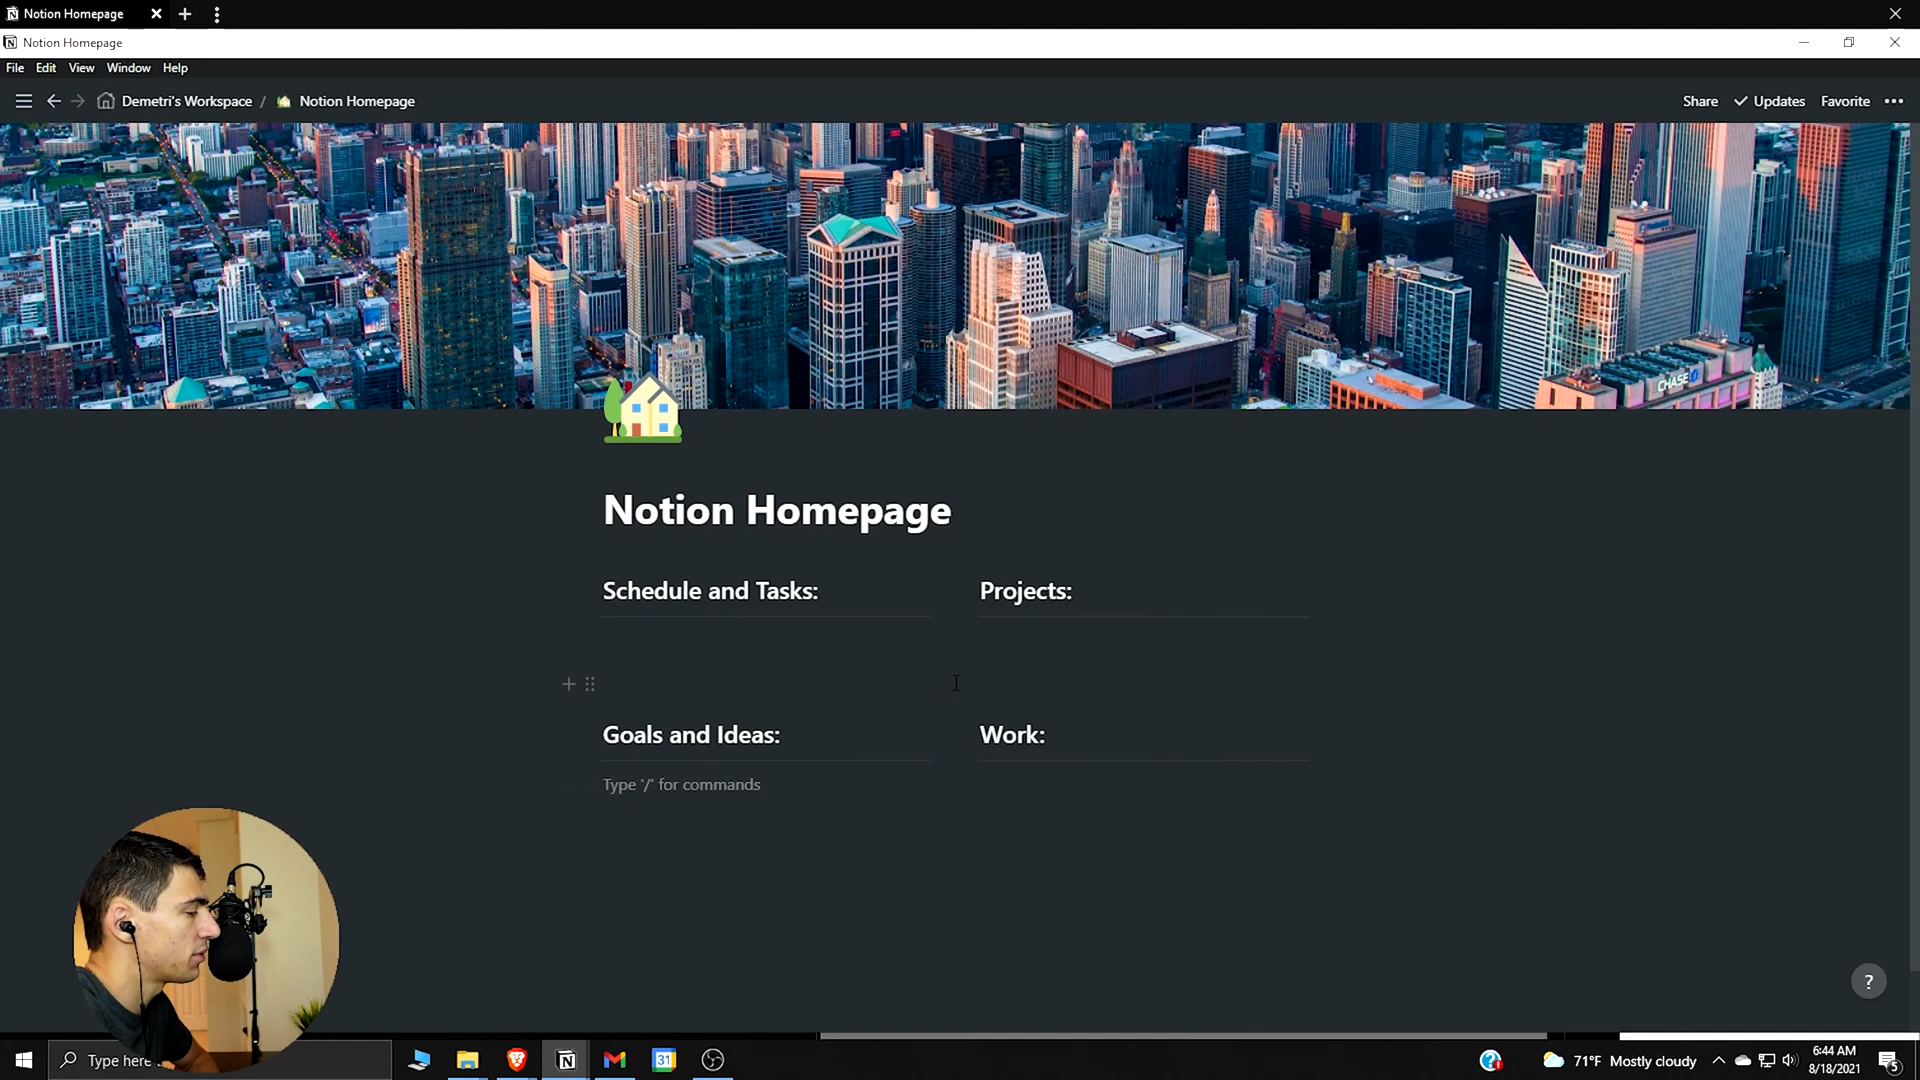 Notion Homepage
Notion Homepage
File Edit View Window Help
Demetri's Workspace / Notion Homepage
Share Updates Favorite
CHASE
Notion Homepage
Schedule and Tasks:
Projects:
Goals and Ideas:
Work:
Type '/' for commands
?
Type here
31
71°F Mostly cloudy
6:44 AM
8/18/2021
5